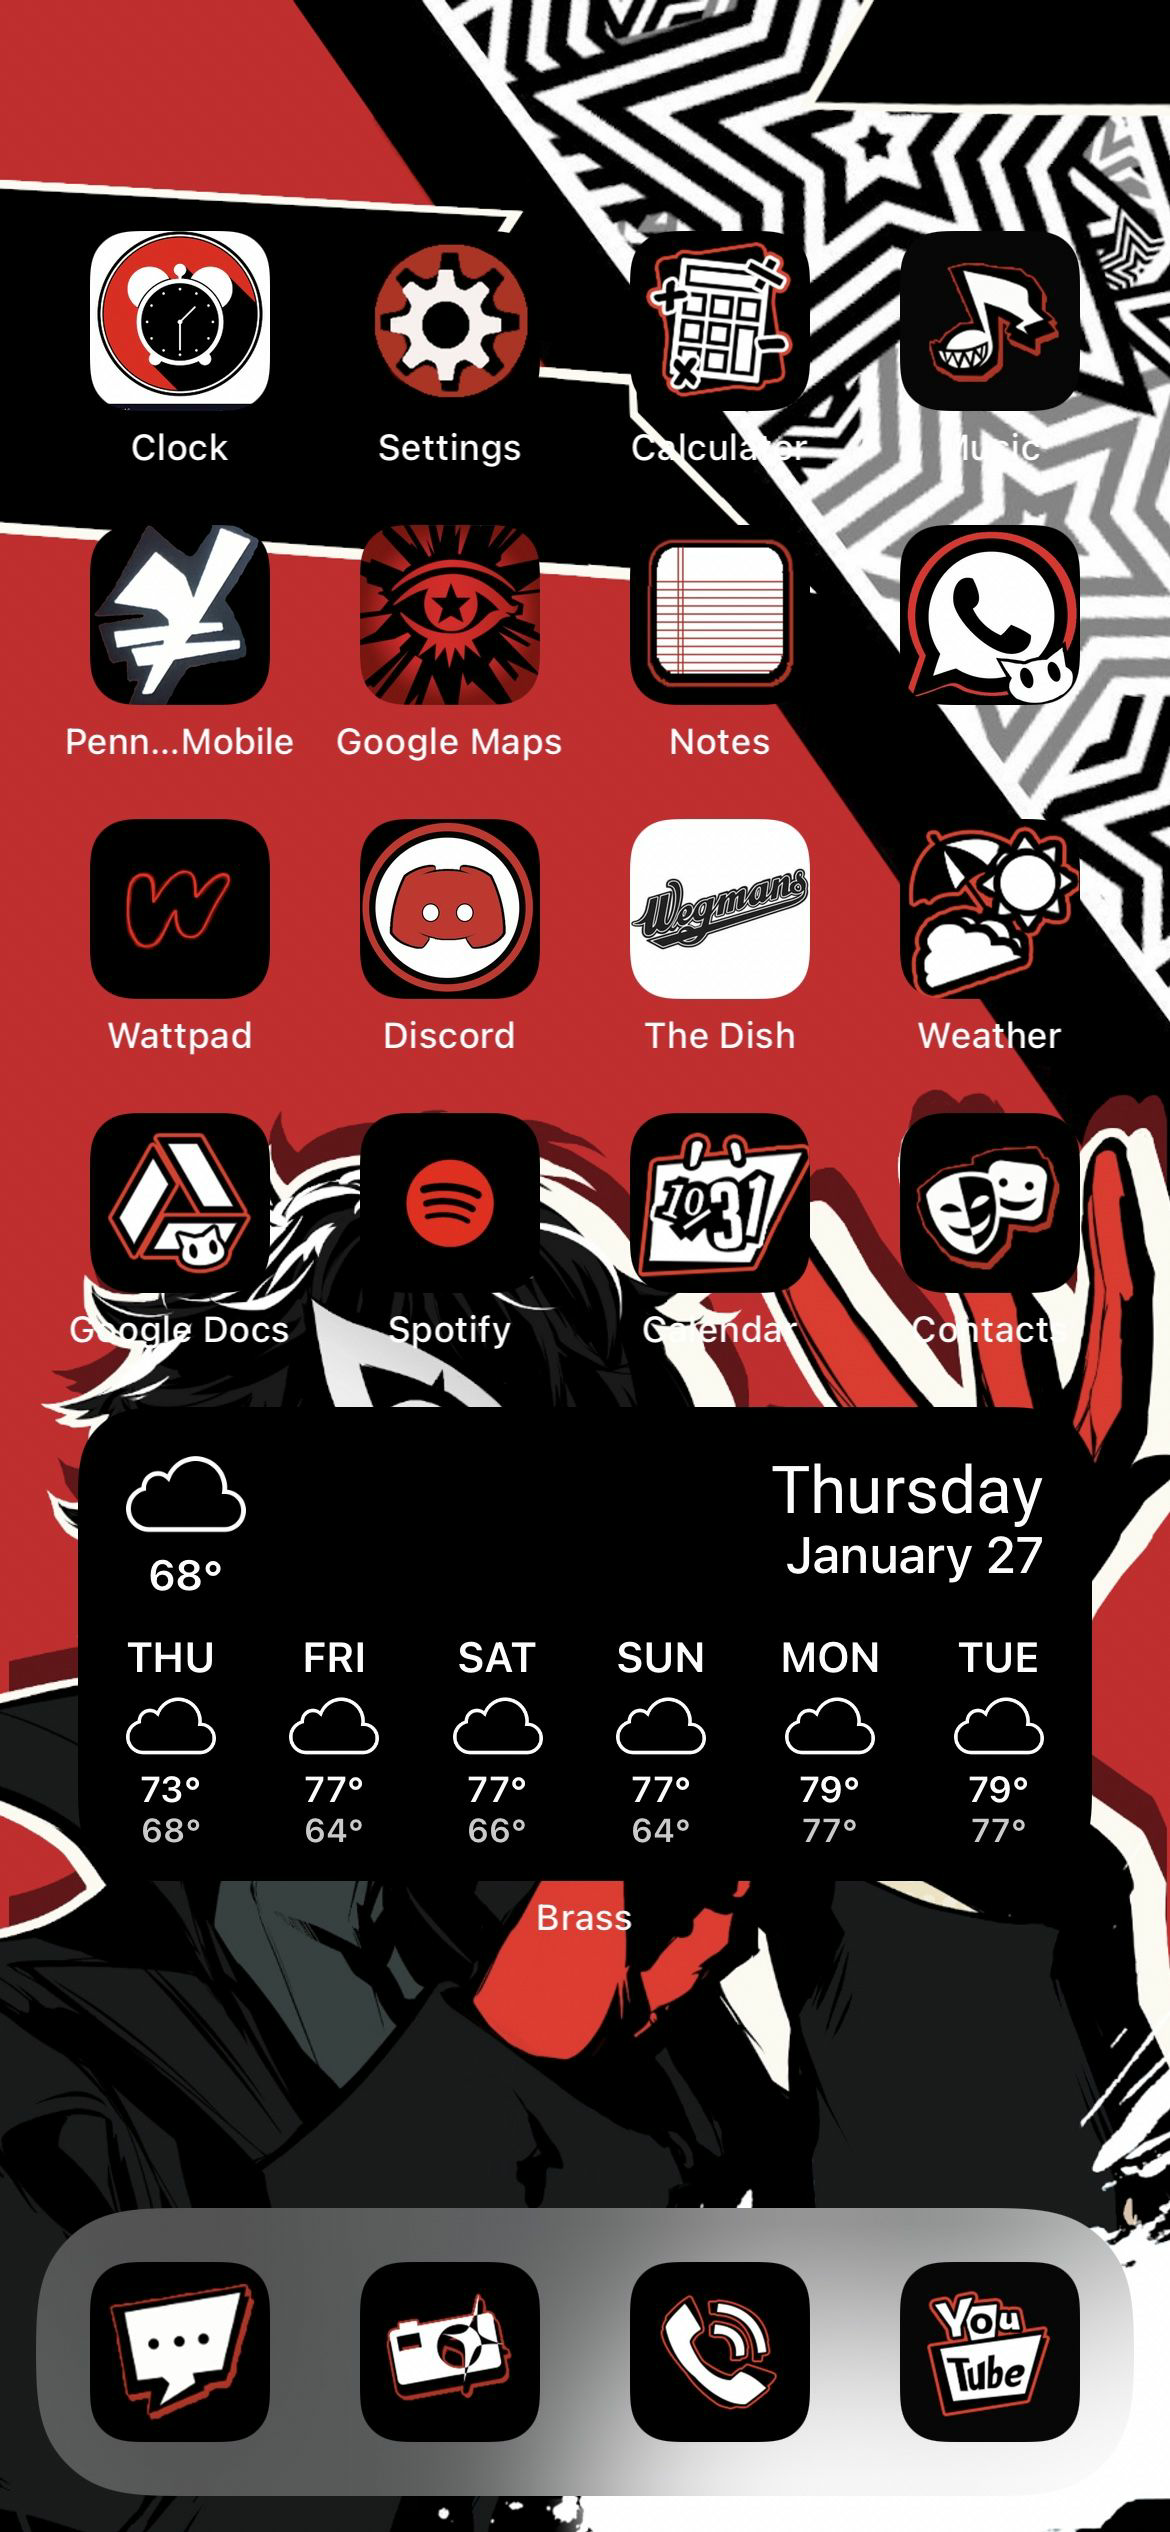 Clock Settings Calculator Music
Penn...Mobile Google Maps Notes
Wegmans
Wattpad Discord The Dish Weather
10 31
Google Docs Spotify Calendar Contacts
Thursday
January 27
68°
THU FRI SAT SUN MON TUE
73° 77° 77° 77° 79° 79°
68° 64° 66° 64° 77° 77°
Brass
You
Tube